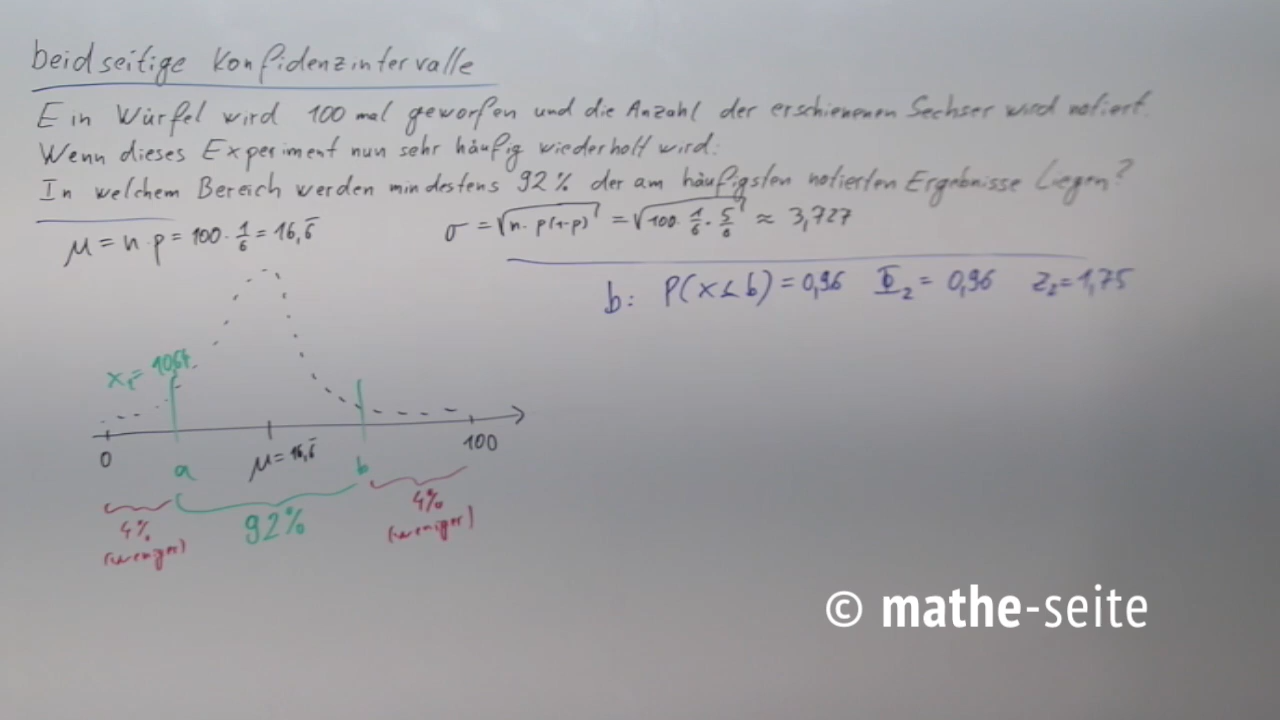 beidseitige Konfidenzintervalle
Ein Würfel wird 100 mal geworfen und die Anzahl der erschienenen Sechser wird notiert.
Wenn dieses Experiment nun sehr häufig wiederholt wird:
In welchem Bereich werden mindestens 92% der am häufigsten notierten Ergebnisse liegen?
μ = n·p = 100·1/6 = 16,6̅
σ = √(n·p(1-p)) = √(100·1/6·5/6) ≈ 3,727
b: P(x≤b) = 0,96 Φ₂ = 0,96 z₂ = 1,75
x₁ = 10,64
0 μ = 16,6̅ 100
a b
4% 92% 4%
(weniger) (weniger)
© mathe-seite